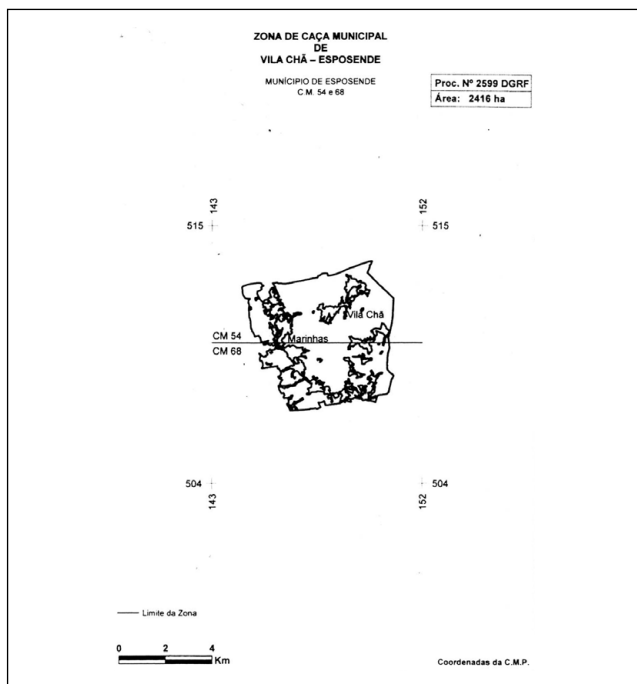 ZONA DE CAÇA MUNICIPAL
DE
VILA CHÃ – ESPOSENDE
MUNÍCIPIO DE ESPOSENDE
C.M. 54 e 68
Proc. Nº 2599 DGRF
Área: 2416 ha
143
152
515
515
Vila Chã
CM 54
Marinhas
CM 68
504
504
143
152
Limite da Zona
0 2 4
Km
Coordenadas da C.M.P.